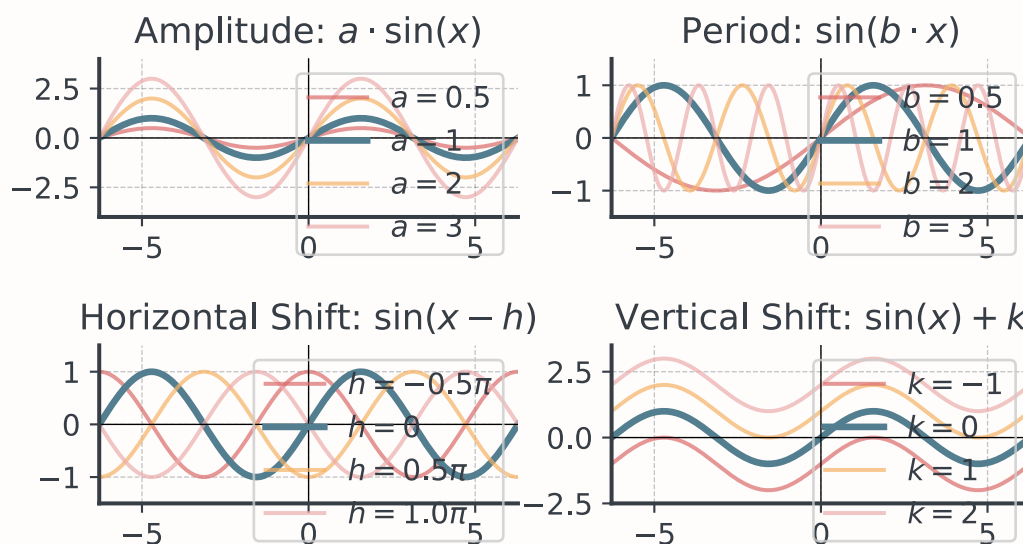 Amplitude: a · sin(x)
2.5
0.0
−2.5
−5
0
5
a = 0.5
a = 1
a = 2
a = 3
Period: sin(b · x)
1
0
−1
−5
0
5
b = 0.5
b = 1
b = 2
b = 3
Horizontal Shift: sin(x − h)
1
0
−1
−5
0
5
h = −0.5π
h = 0
h = 0.5π
h = 1.0π
Vertical Shift: sin(x) + k
2.5
0.0
−2.5
−5
0
5
k = −1
k = 0
k = 1
k = 2